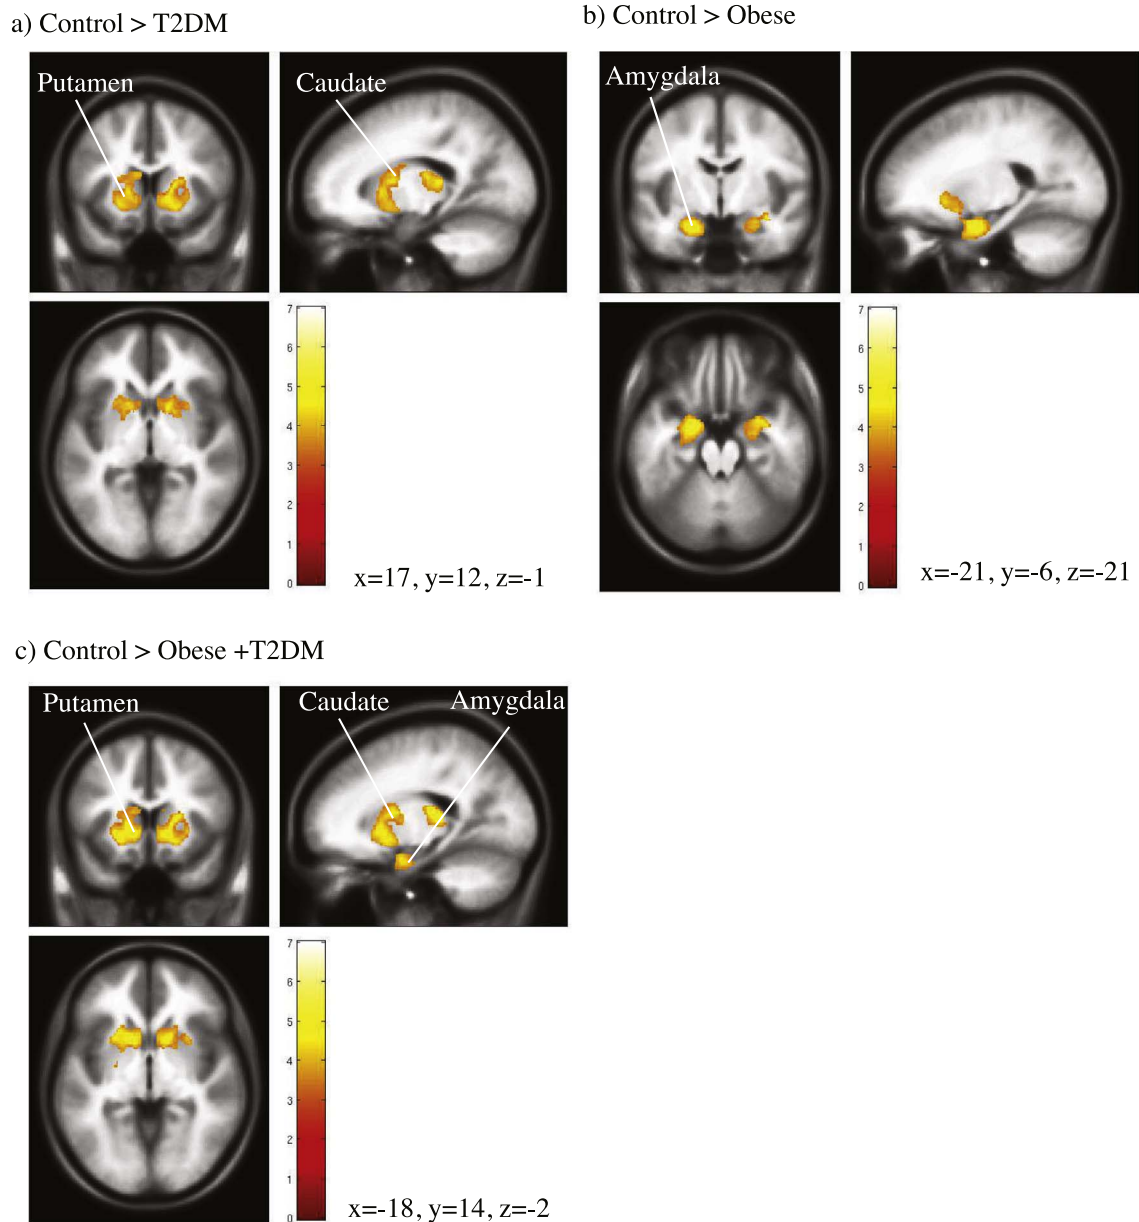 a) Control > T2DM
Putamen
Caudate
7
6
5
4
3
2
1
0
x=17, y=12, z=-1
b) Control > Obese
Amygdala
7
6
5
4
3
2
1
0
x=-21, y=-6, z=-21
c) Control > Obese +T2DM
Putamen
Caudate
Amygdala
7
6
5
4
3
2
1
0
x=-18, y=14, z=-2